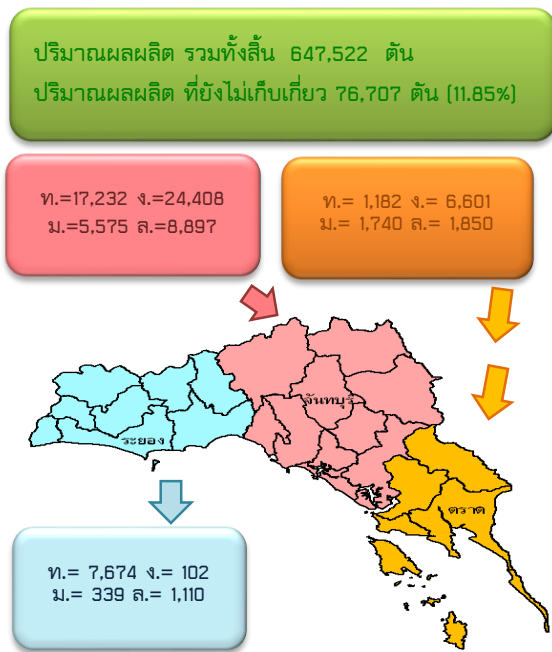 ปริมาณผลผลิต รวมทั้งสิ้น 647,522 ตัน
ปริมาณผลผลิต ที่ยังไม่เก็บเกี่ยว 76,707 ตัน (11.85%)
ท.=17,232 ง.=24,408
ม.=5,575 ล.=8,897
ท.= 1,182 ง.= 6,601
ม.= 1,740 ล.= 1,850
จันทบุรี
ระยอง
ตราด
ท.= 7,674 ง.= 102
ม.= 339 ล.= 1,110